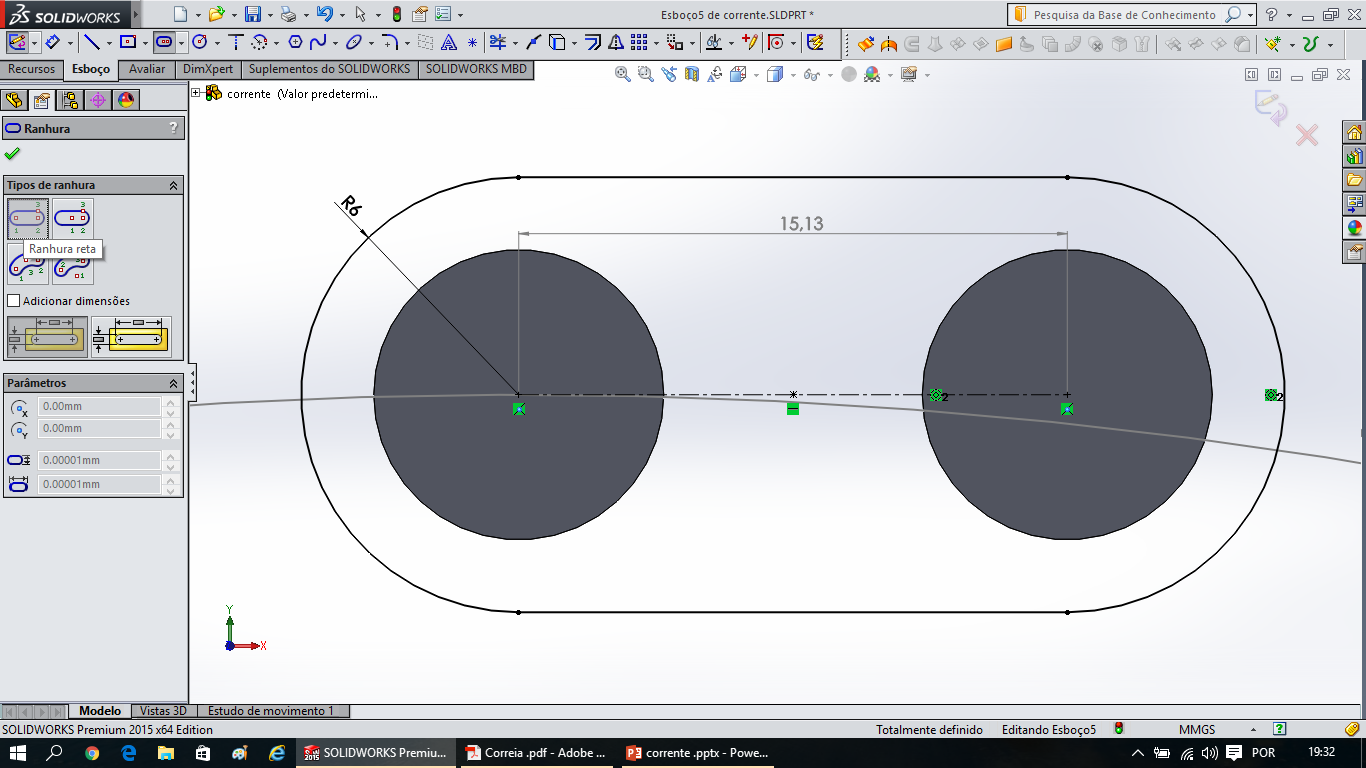 SOLIDWORKS
Esboço5 de corrente.SLDPRT *
Pesquisa da Base de Conhecimento
Recursos
Esboço
Avaliar
DimXpert
Suplementos do SOLIDWORKS
SOLIDWORKS MBD
corrente (Valor predetermi...
Ranhura
?
Tipos de ranhura
Ranhura reta
Adicionar dimensões
Parâmetros
0.00mm
0.00mm
0.00001mm
0.00001mm
R6
15,13
2
2
Y
X
Modelo
Vistas 3D
Estudo de movimento 1
SOLIDWORKS Premium 2015 x64 Edition
Totalmente definido
Editando Esboço5
MMGS
SOLIDWORKS Premiu...
Correia .pdf - Adobe ...
corrente .pptx - Powe...
POR
19:32